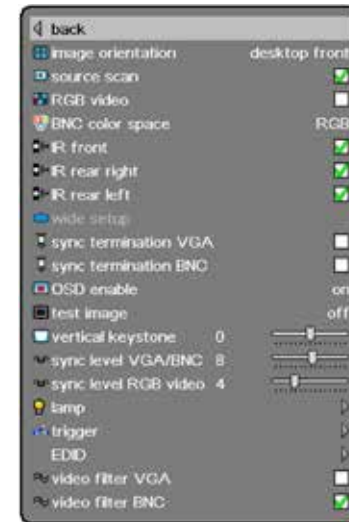 back
image orientation desktop front
source scan
RGB video
BNC color space RGB
IR front
IR rear right
IR rear left
wide setup
sync termination VGA
sync termination BNC
OSD enable on
test image off
vertical keystone 0
sync level VGA/BNC 8
sync level RGB video 4
lamp
trigger
EDID
video filter VGA
video filter BNC